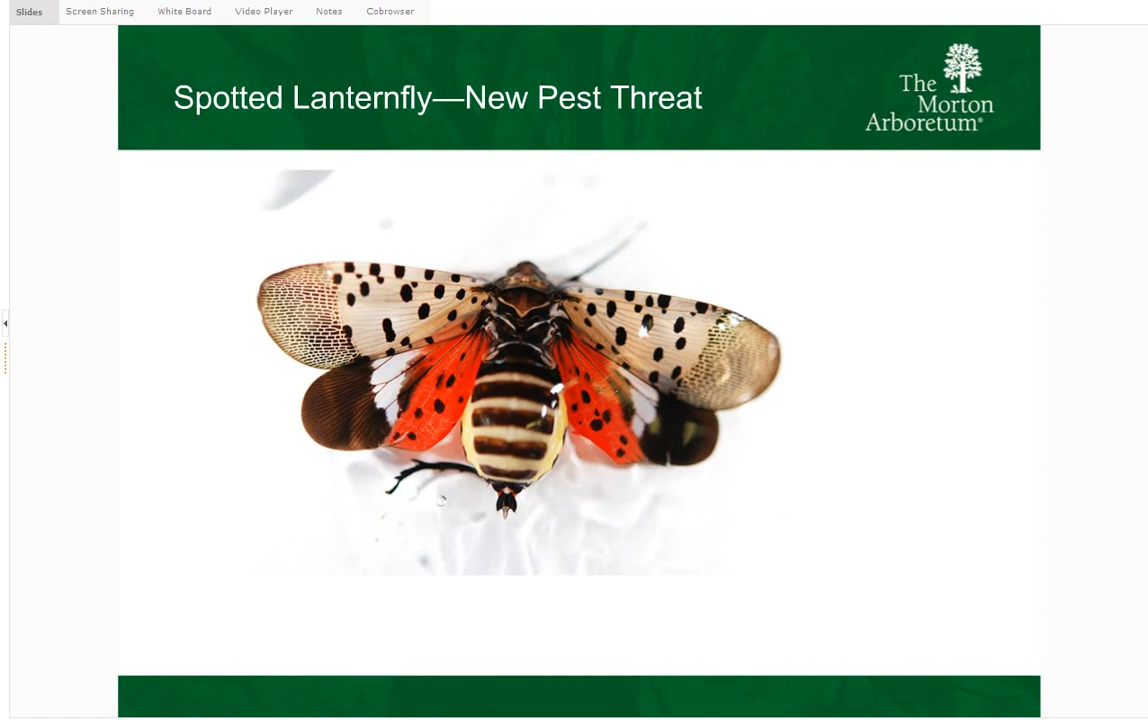 Slides
Screen Sharing
White Board
Video Player
Notes
Cobrowser
Spotted Lanternfly—New Pest Threat
The
Morton
Arboretum®